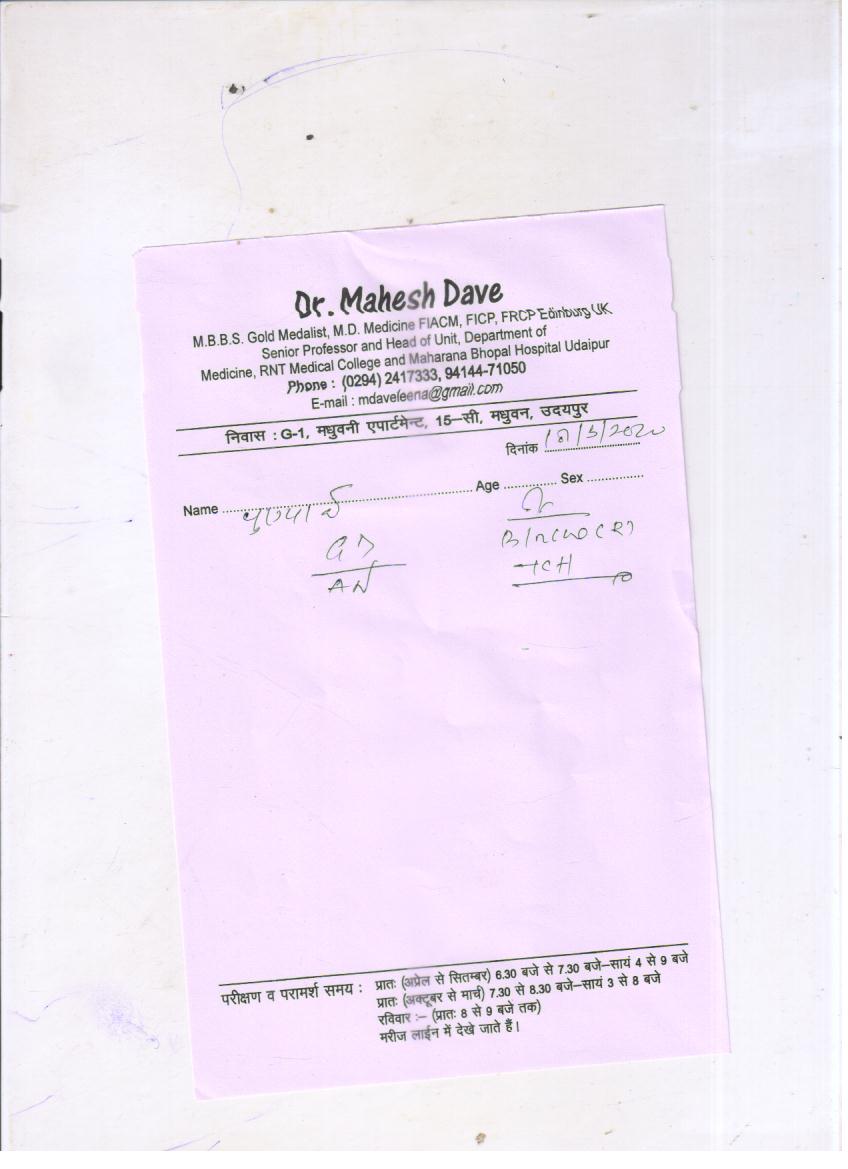 Dr. Mahesh Dave
M.B.B.S. Gold Medalist, M.D. Medicine FIACM, FICP, FRCP Edinburg UK
Senior Professor and Head of Unit, Department of
Medicine, RNT Medical College and Maharana Bhopal Hospital Udaipur
Phone : (0294) 2417333, 94144-71050
E-mail : mdaveleena@gmail.com
निवास : G-1, मधुवनी एपार्टमेन्ट, 15–सी, मधुवन, उदयपुर
दिनांक
Name Age Sex
परीक्षण व परामर्श समय : प्रातः (अप्रेल से सितम्बर) 6.30 बजे से 7.30 बजे–सायं 4 से 9 बजे
प्रातः (अक्टूबर से मार्च) 7.30 से 8.30 बजे–सायं 3 से 8 बजे
रविवार :– (प्रातः 8 से 9 बजे तक)
मरीज लाईन में देखे जाते हैं।